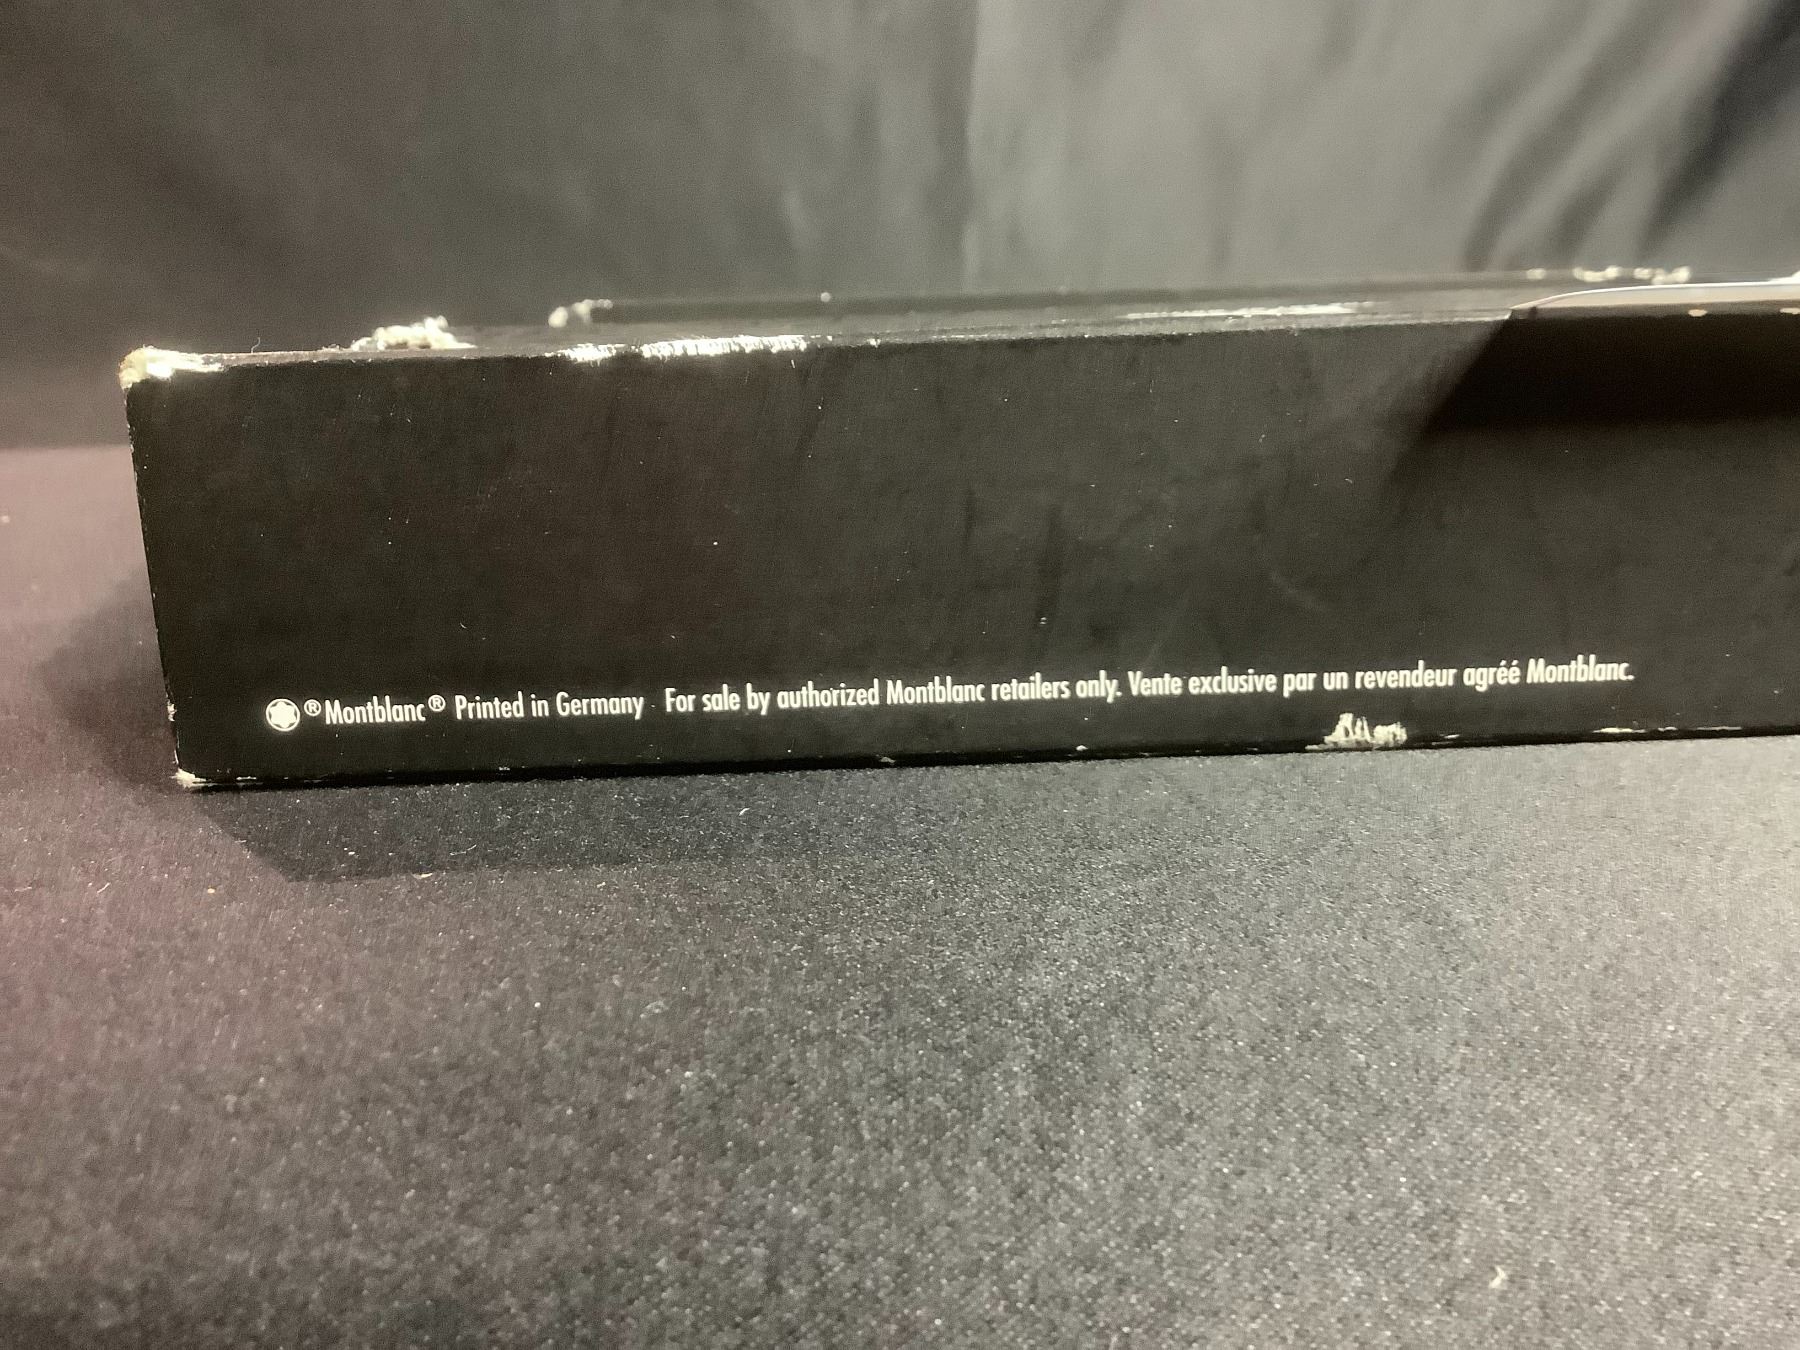 ® Montblanc® Printed in Germany For sale by authorized Montblanc retailers only. Vente exclusive par un revendeur agréé Montblanc.